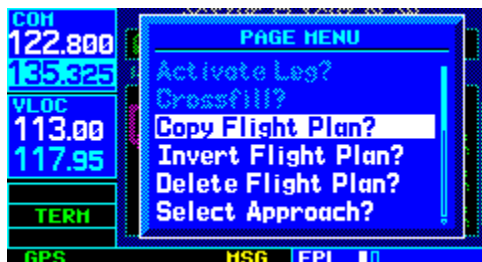 COM
122.800
135.325
VLOC
113.00
117.95
TERM
GPS
PAGE MENU
Activate Leg?
Crossfill?
Copy Flight Plan?
Invert Flight Plan?
Delete Flight Plan?
Select Approach?
MSG
FPL